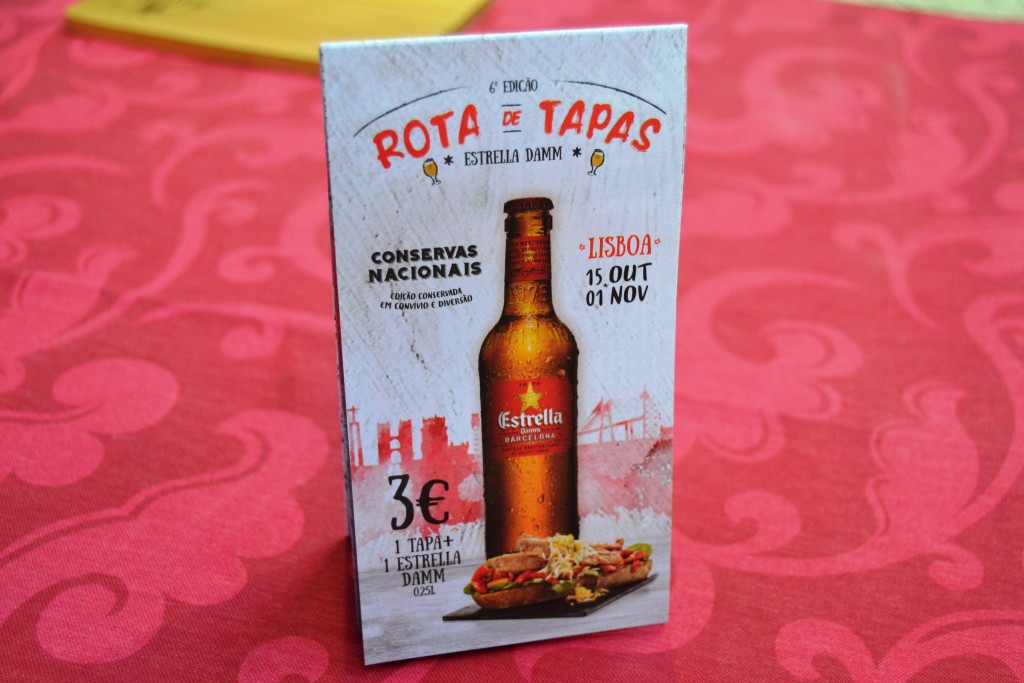 6ª EDIÇÃO
ROTA DE TAPAS
* ESTRELLA DAMM *
CONSERVAS
NACIONAIS
EDIÇÃO CONSERVADA
EM CONVÍVIO E DIVERSÃO
LISBOA
15 OUT
01 NOV
Estrella
Damm
BARCELONA
3€
1 TAPA+
1 ESTRELLA
DAMM
0,25L